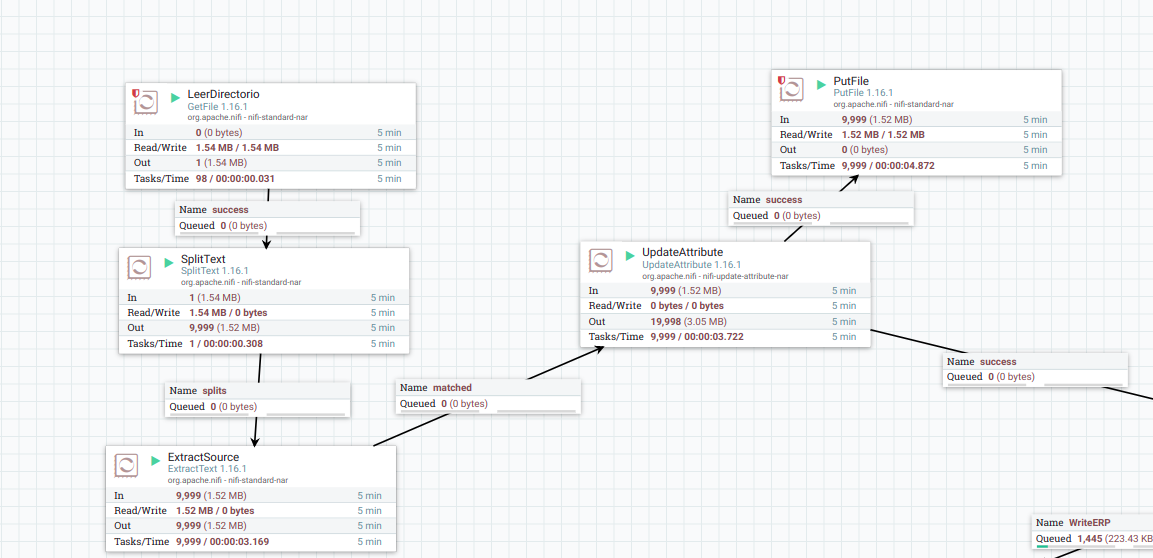 LeerDirectorio
GetFile 1.16.1
org.apache.nifi - nifi-standard-nar
In 0 (0 bytes) 5 min
Read/Write 1.54 MB / 1.54 MB 5 min
Out 1 (1.54 MB) 5 min
Tasks/Time 98 / 00:00:00.031 5 min
Name success
Queued 0 (0 bytes)
SplitText
SplitText 1.16.1
org.apache.nifi - nifi-standard-nar
In 1 (1.54 MB) 5 min
Read/Write 1.54 MB / 0 bytes 5 min
Out 9,999 (1.52 MB) 5 min
Tasks/Time 1 / 00:00:00.308 5 min
Name splits
Queued 0 (0 bytes)
ExtractSource
ExtractText 1.16.1
org.apache.nifi - nifi-standard-nar
In 9,999 (1.52 MB) 5 min
Read/Write 1.52 MB / 0 bytes 5 min
Out 9,999 (1.52 MB) 5 min
Tasks/Time 9,999 / 00:00:03.169 5 min
Name matched
Queued 0 (0 bytes)
UpdateAttribute
UpdateAttribute 1.16.1
org.apache.nifi - nifi-update-attribute-nar
In 9,999 (1.52 MB) 5 min
Read/Write 0 bytes / 0 bytes 5 min
Out 19,998 (3.05 MB) 5 min
Tasks/Time 9,999 / 00:00:03.722 5 min
Name success
Queued 0 (0 bytes)
PutFile
PutFile 1.16.1
org.apache.nifi - nifi-standard-nar
In 9,999 (1.52 MB) 5 min
Read/Write 1.52 MB / 1.52 MB 5 min
Out 0 (0 bytes) 5 min
Tasks/Time 9,999 / 00:00:04.872 5 min
Name success
Queued 0 (0 bytes)
Name WriteERP
Queued 1,445 (223.43 KB